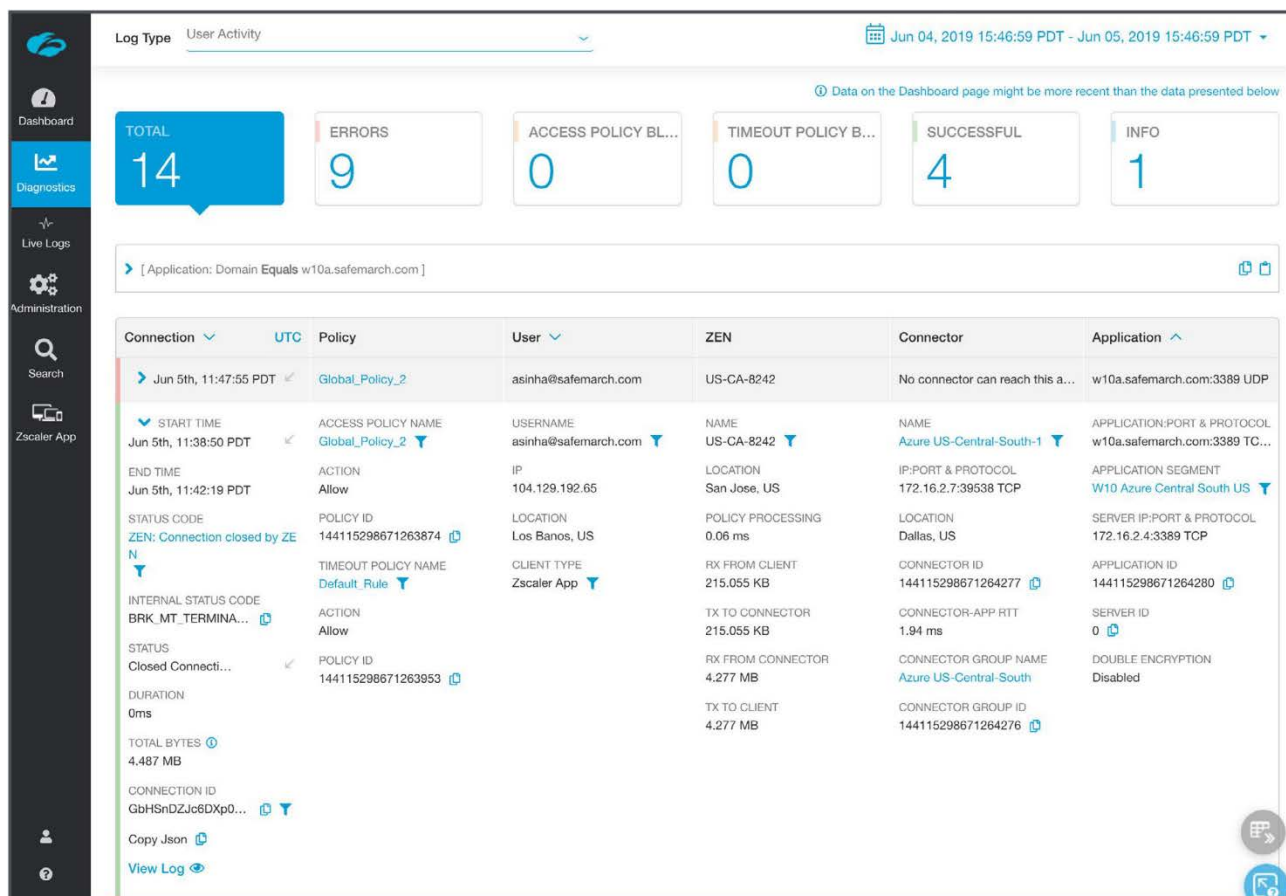 Log Type User Activity
Jun 04, 2019 15:46:59 PDT - Jun 05, 2019 15:46:59 PDT
Data on the Dashboard page might be more recent than the data presented below
Dashboard
Diagnostics
Live Logs
Administration
Search
Zscaler App
TOTAL
14
ERRORS
9
ACCESS POLICY BL...
0
TIMEOUT POLICY B...
0
SUCCESSFUL
4
INFO
1
[ Application: Domain Equals w10a.safemarch.com ]
Connection UTC Policy User ZEN Connector Application
Jun 5th, 11:47:55 PDT Global_Policy_2 asinha@safemarch.com US-CA-8242 No connector can reach this a... w10a.safemarch.com:3389 UDP
START TIME
Jun 5th, 11:38:50 PDT
END TIME
Jun 5th, 11:42:19 PDT
STATUS CODE
ZEN: Connection closed by ZE
N
INTERNAL STATUS CODE
BRK_MT_TERMINA...
STATUS
Closed Connecti...
DURATION
0ms
TOTAL BYTES
4.487 MB
CONNECTION ID
GbHSnDZJc6DXp0...
Copy Json
View Log
ACCESS POLICY NAME
Global_Policy_2
ACTION
Allow
POLICY ID
144115298671263874
TIMEOUT POLICY NAME
Default_Rule
ACTION
Allow
POLICY ID
144115298671263953
USERNAME
asinha@safemarch.com
IP
104.129.192.65
LOCATION
Los Banos, US
CLIENT TYPE
Zscaler App
NAME
US-CA-8242
LOCATION
San Jose, US
POLICY PROCESSING
0.06 ms
RX FROM CLIENT
215.055 KB
TX TO CONNECTOR
215.055 KB
RX FROM CONNECTOR
4.277 MB
TX TO CLIENT
4.277 MB
NAME
Azure US-Central-South-1
IP:PORT & PROTOCOL
172.16.2.7:39538 TCP
LOCATION
Dallas, US
CONNECTOR ID
144115298671264277
CONNECTOR-APP RTT
1.94 ms
CONNECTOR GROUP NAME
Azure US-Central-South
CONNECTOR GROUP ID
144115298671264276
APPLICATION:PORT & PROTOCOL
w10a.safemarch.com:3389 TC...
APPLICATION SEGMENT
W10 Azure Central South US
SERVER IP:PORT & PROTOCOL
172.16.2.4:3389 TCP
APPLICATION ID
144115298671264280
SERVER ID
0
DOUBLE ENCRYPTION
Disabled